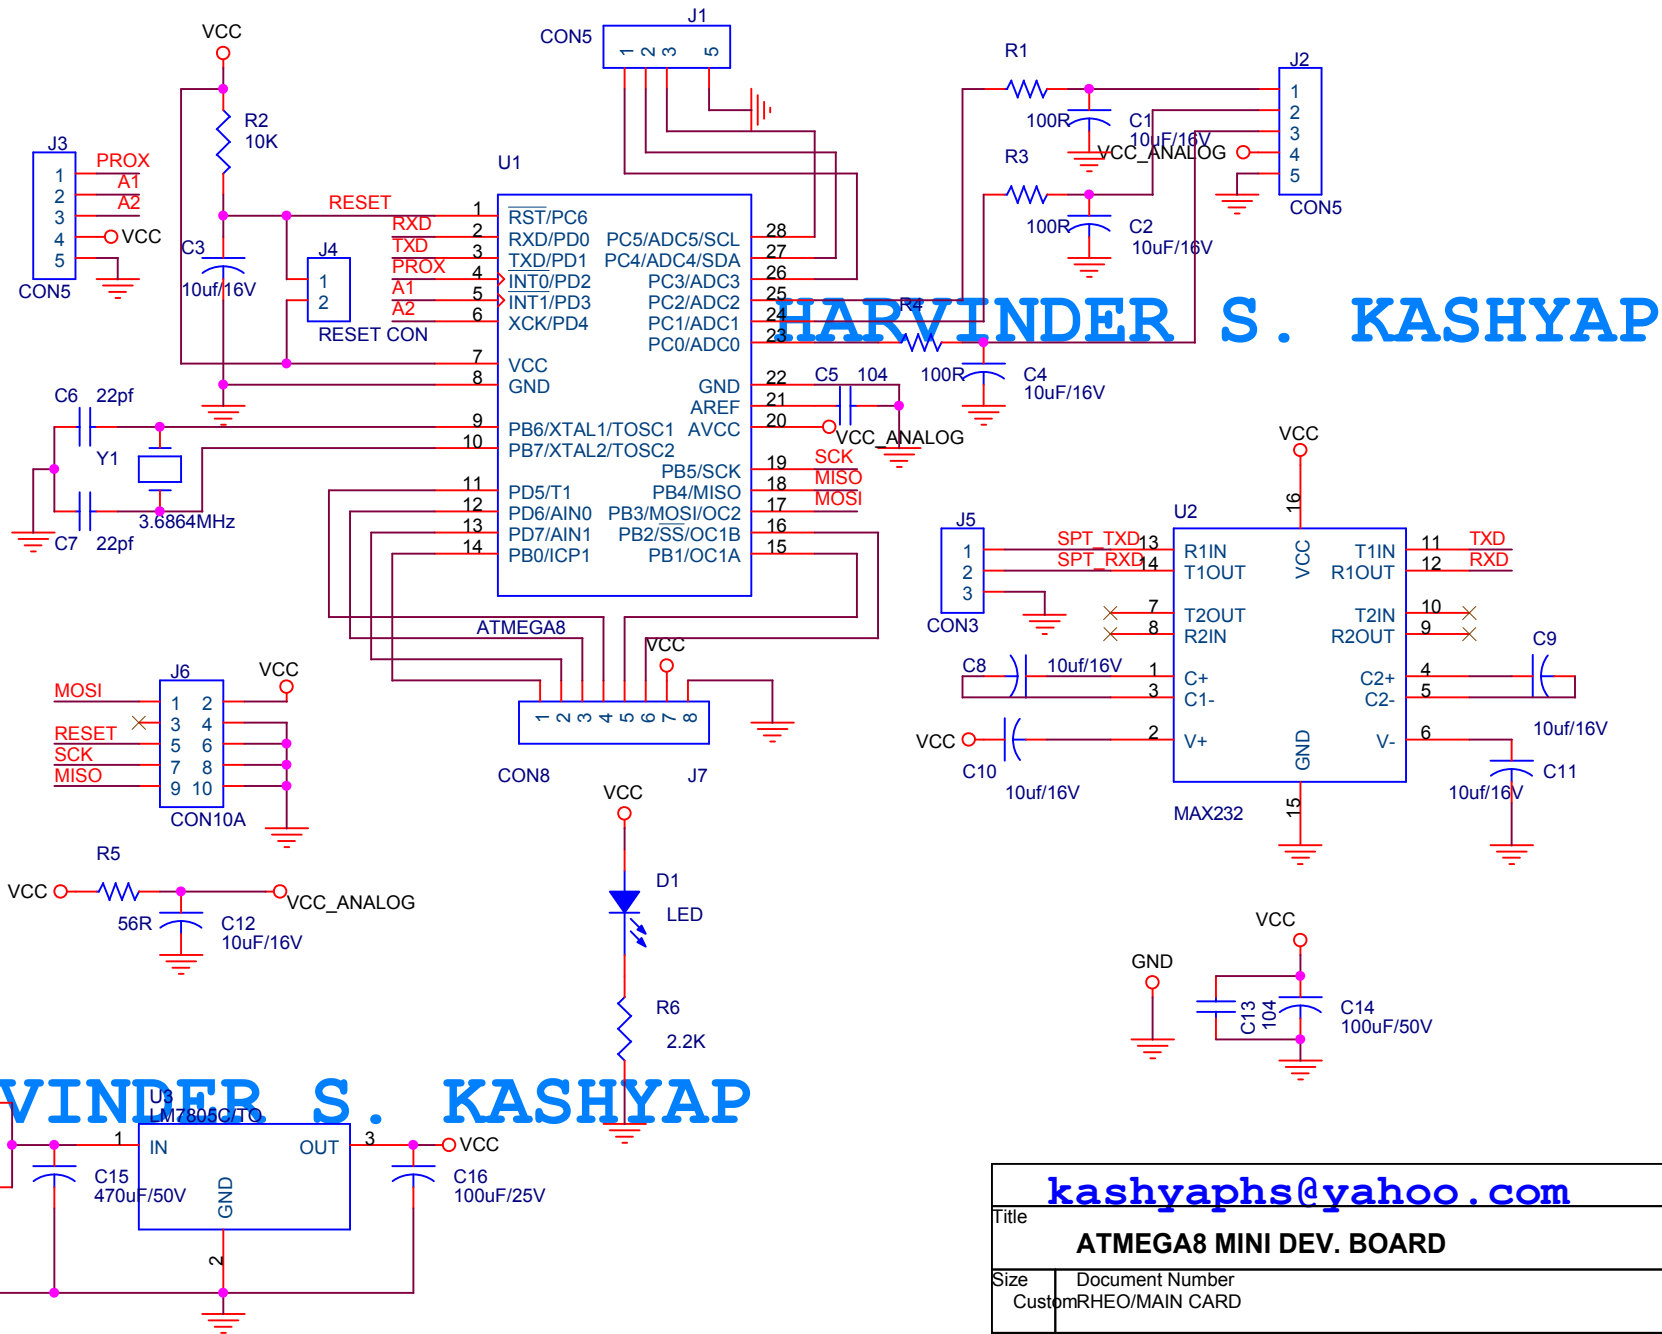 VCC
R2
10K
J3
CON5
1
2
3
4
5
PROX
A1
A2
VCC
C3
10uf/16V
J4
1
2
RESET CON
RESET
RXD
TXD
PROX
A1
A2
J1
CON5
1
2
3
5
U1
ATMEGA8
1 RST/PC6
2 RXD/PD0
3 TXD/PD1
4 INT0/PD2
5 INT1/PD3
6 XCK/PD4
7 VCC
8 GND
9 PB6/XTAL1/TOSC1
10 PB7/XTAL2/TOSC2
11 PD5/T1
12 PD6/AIN0
13 PD7/AIN1
14 PB0/ICP1
PC5/ADC5/SCL 28
PC4/ADC4/SDA 27
PC3/ADC3 26
PC2/ADC2 25
PC1/ADC1 24
PC0/ADC0 23
GND 22
AREF 21
AVCC 20
PB5/SCK 19
PB4/MISO 18
PB3/MOSI/OC2 17
PB2/SS/OC1B 16
PB1/OC1A 15
SCK
MISO
MOSI
R1
100R
C1
10uF/16V
R3
100R
C2
10uF/16V
VCC_ANALOG
J2
1
2
3
4
5
CON5
HARVINDER S. KASHYAP
R4
100R
C4
10uF/16V
C5 104
VCC_ANALOG
C6 22pf
Y1
3.6864MHz
C7 22pf
J5
1
2
3
CON3
SPT_TXD
SPT_RXD
U2
MAX232
VCC
16
13 R1IN
14 T1OUT
7 T2OUT
8 R2IN
1 C+
3 C1-
2 V+
T1IN 11 TXD
R1OUT 12 RXD
T2IN 10
R2OUT 9
C2+ 4
C2- 5
V- 6
VCC
GND
15
C8 10uf/16V
C9
10uf/16V
VCC
C10
10uf/16V
C11
10uf/16V
J6
1 2
3 4
5 6
7 8
9 10
CON10A
MOSI
RESET
SCK
MISO
VCC
VCC
1
2
3
4
5
6
7
8
CON8
J7
R5
VCC
56R
VCC_ANALOG
C12
10uF/16V
VCC
D1
LED
R6
2.2K
VCC
GND
C13
104
C14
100uF/50V
VINDER S. KASHYAP
U3
LM7805C/TO
1 IN
OUT 3
VCC
GND
2
C15
470uF/50V
C16
100uF/25V
kashyaphs@yahoo.com
Title
ATMEGA8 MINI DEV. BOARD
Size
Custom
Document Number
RHEO/MAIN CARD